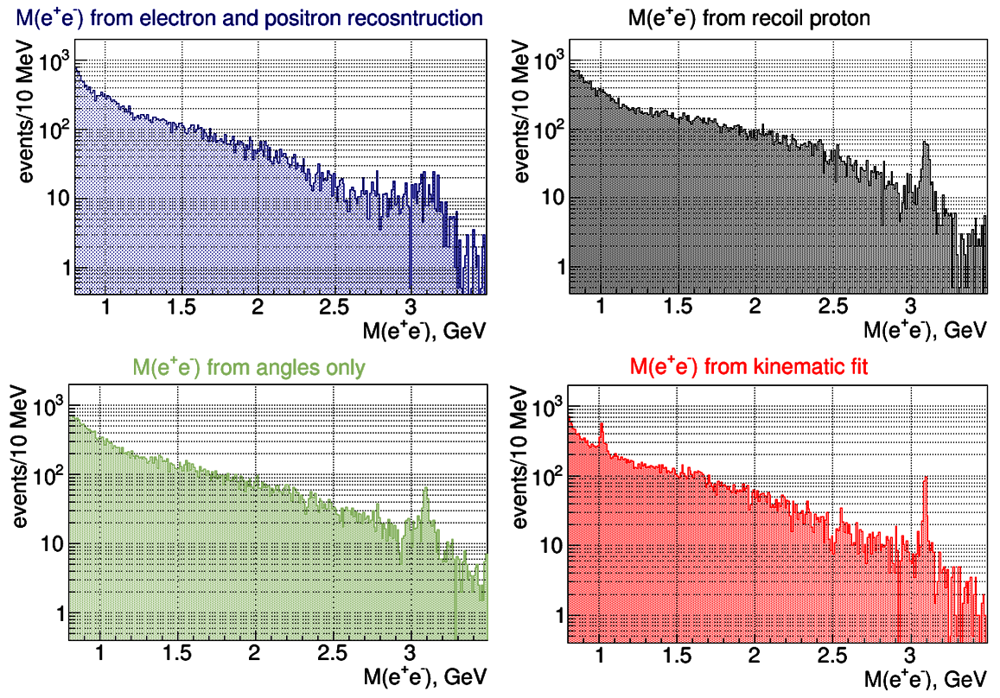 M(e⁺e⁻) from electron and positron recosntruction
events/10 MeV
10³
10²
10
1
1 1.5 2 2.5 3
M(e⁺e⁻), GeV
M(e⁺e⁻) from recoil proton
events/10 MeV
10³
10²
10
1
1 1.5 2 2.5 3
M(e⁺e⁻), GeV
M(e⁺e⁻) from angles only
events/10 MeV
10³
10²
10
1
1 1.5 2 2.5 3
M(e⁺e⁻), GeV
M(e⁺e⁻) from kinematic fit
events/10 MeV
10³
10²
10
1
1 1.5 2 2.5 3
M(e⁺e⁻), GeV